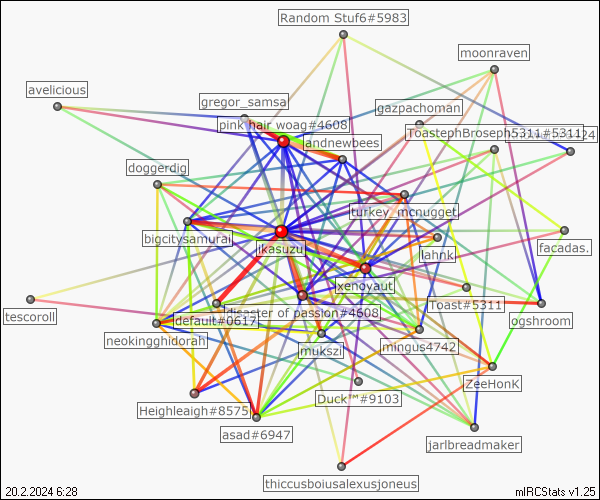 Random Stuf6#5983
moonraven
avelicious
gregor_samsa
gazpachoman
pink hair woag#4608
ToastephBroseph5311#5311
24
andnewbees
doggerdig
turkey_mcnugget
bigcitysamurai
ikasuzu
lahnk
facadas.
xenoyaut
tescoroll
Toast#5311
disaster of passion#4608
default#0617
ogshroom
neokingghidorah
mukszi
mingus4742
ZeeHonK
Duck™#9103
Heighleaigh#8575
asad#6947
jarlbreadmaker
thiccusboiusalexusjoneus
20.2.2024 6:28
mIRCStats v1.25